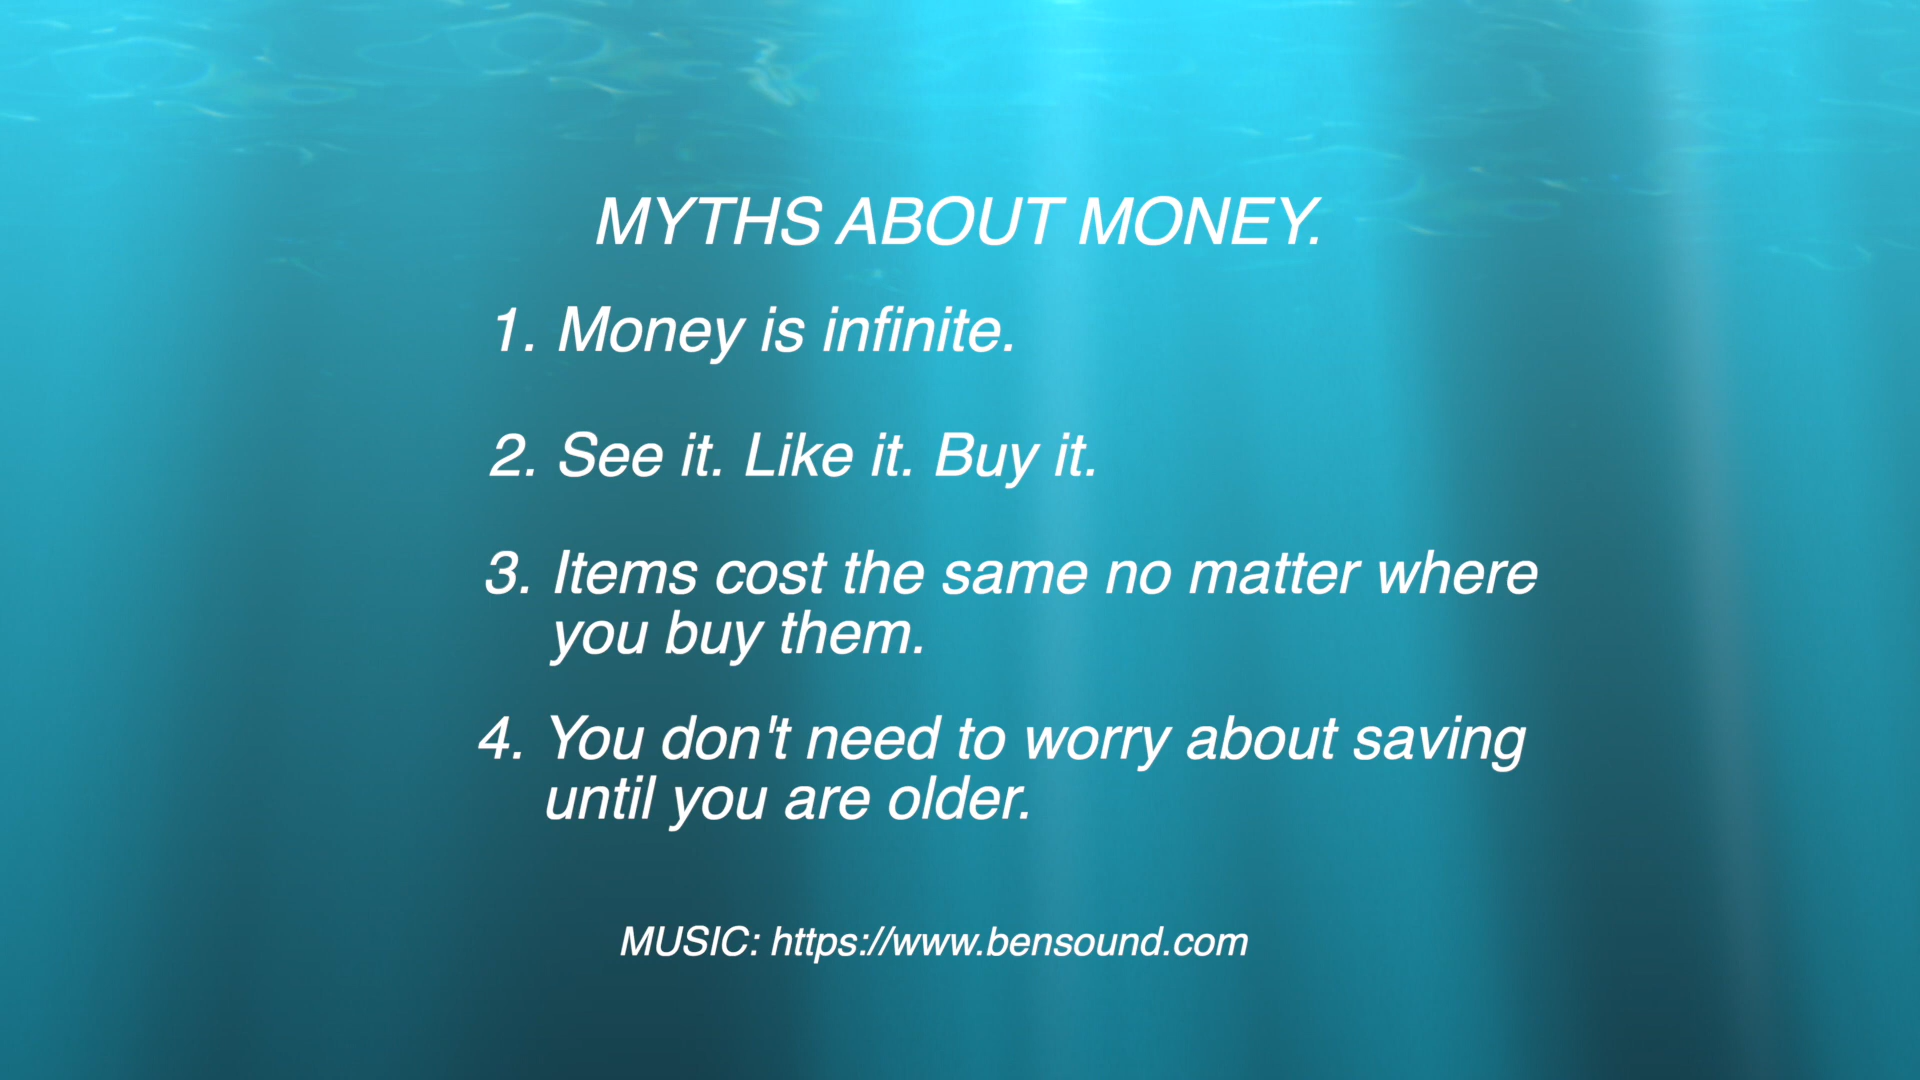 MYTHS ABOUT MONEY.
1. Money is infinite.
2. See it. Like it. Buy it.
3. Items cost the same no matter where
you buy them.
4. You don't need to worry about saving
until you are older.
MUSIC: https://www.bensound.com